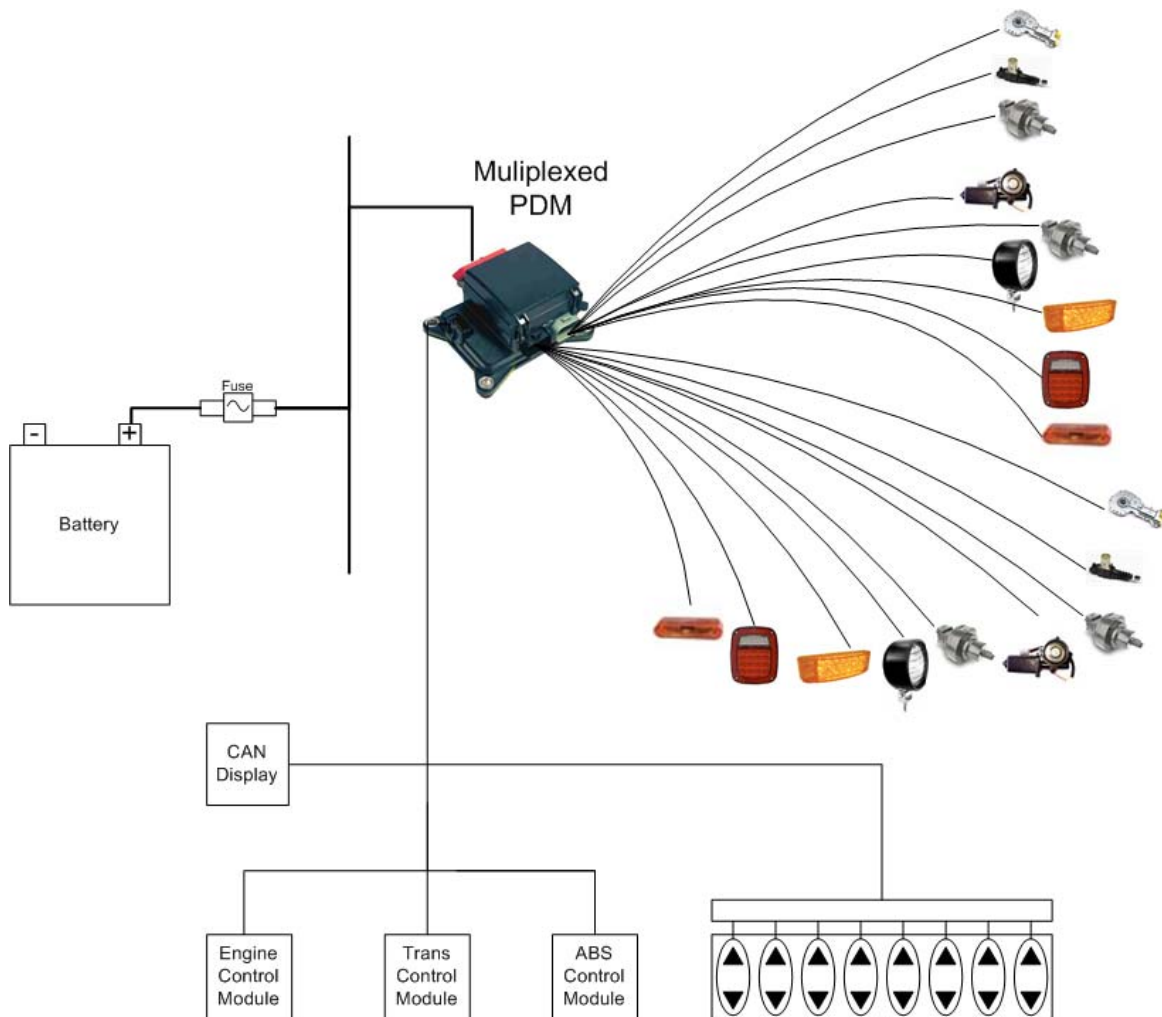 Muliplexed
PDM
Fuse
-
+
Battery
CAN
Display
Engine
Control
Module
Trans
Control
Module
ABS
Control
Module